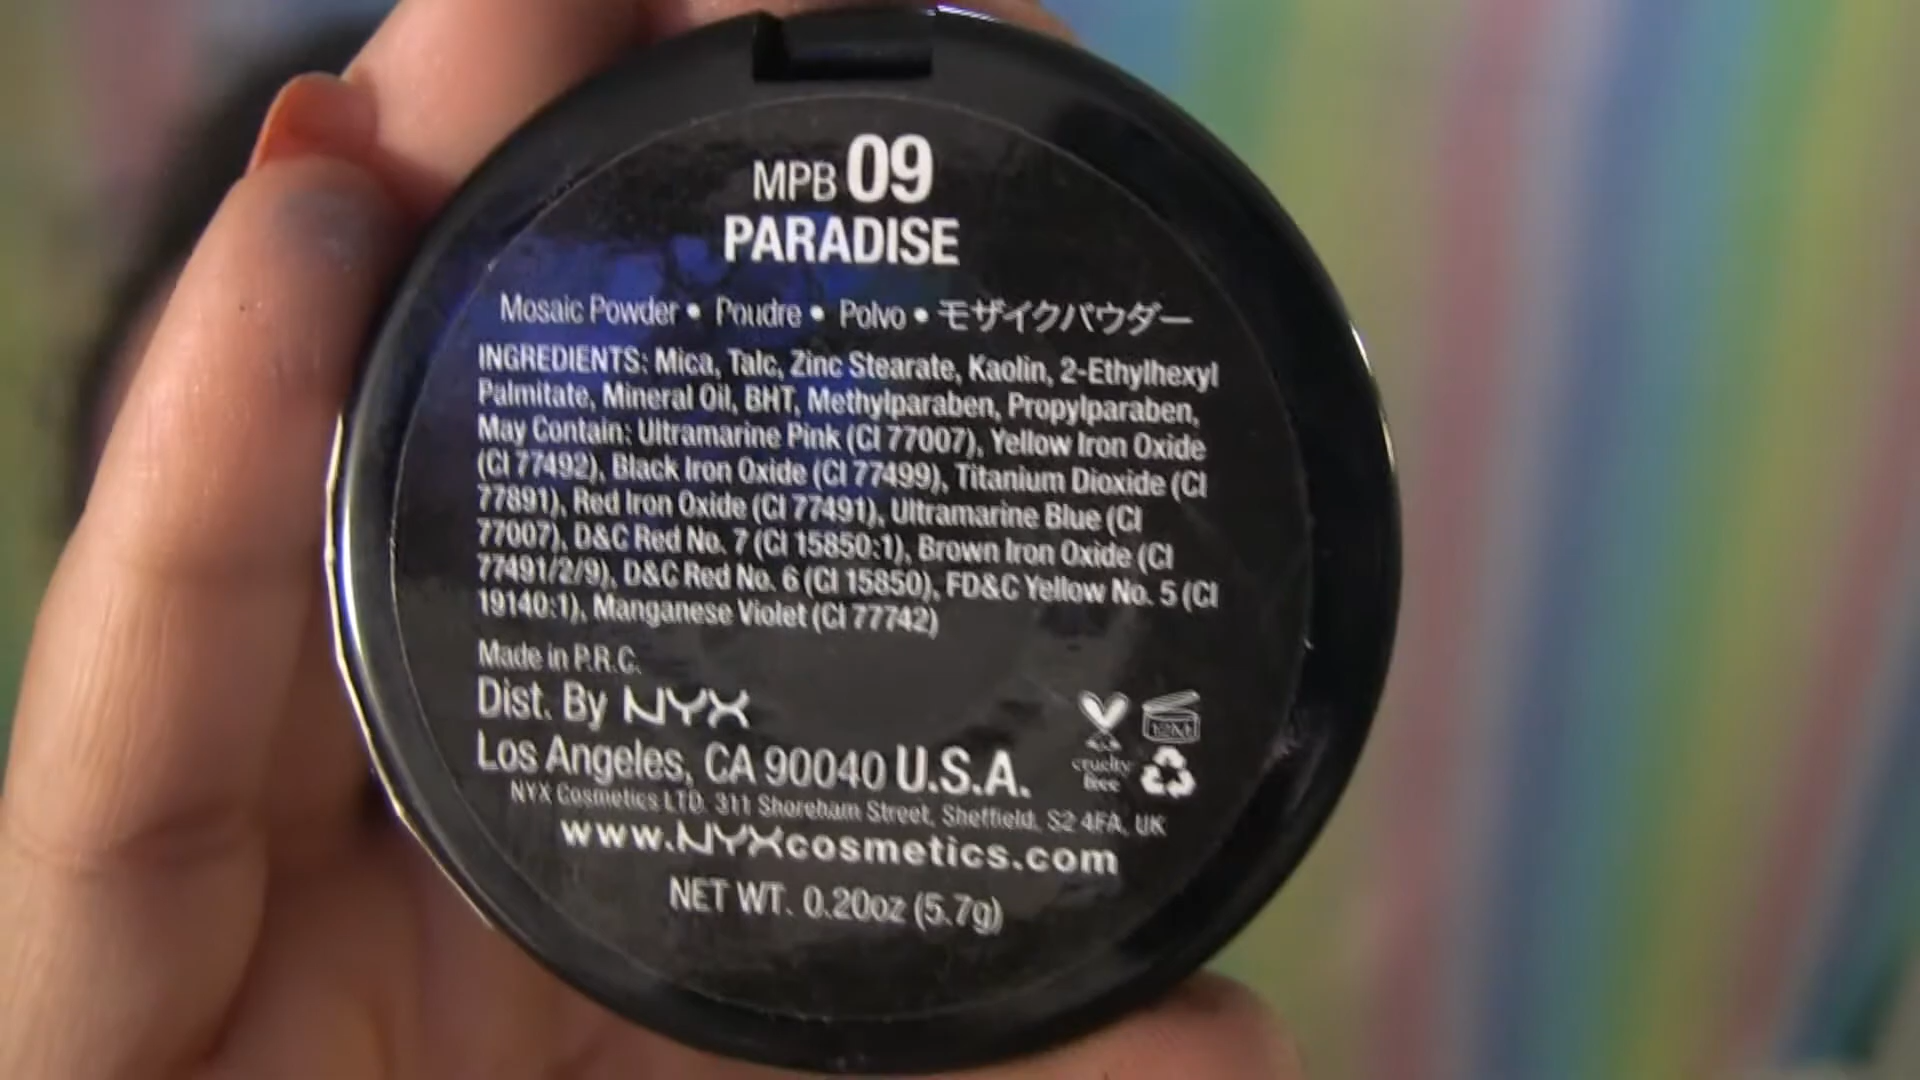 MPB 09
PARADISE
Mosaic Powder • Poudre • Polvo • モザイクパウダー
INGREDIENTS: Mica, Talc, Zinc Stearate, Kaolin, 2-Ethylhexyl
Palmitate, Mineral Oil, BHT, Methylparaben, Propylparaben,
May Contain: Ultramarine Pink (CI 77007), Yellow Iron Oxide
(CI 77492), Black Iron Oxide (CI 77499), Titanium Dioxide (CI
77891), Red Iron Oxide (CI 77491), Ultramarine Blue (CI
77007), D&C Red No. 7 (CI 15850:1), Brown Iron Oxide (CI
77491/2/9), D&C Red No. 6 (CI 15850), FD&C Yellow No. 5 (CI
19140:1), Manganese Violet (CI 77742)
Made in P.R.C.
Dist. By NYX
Los Angeles, CA 90040 U.S.A.
cruelty
free
12M
NYX Cosmetics LTD. 311 Shoreham Street, Sheffield, S2 4FA, UK
www.NYXcosmetics.com
NET WT. 0.20oz (5.7g)